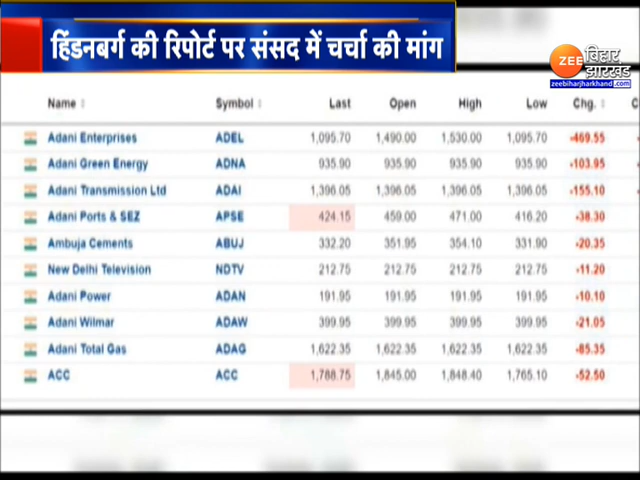 हिंडनबर्ग की रिपोर्ट पर संसद में चर्चा की मांग
ZEE बिहार झारखंड
zeebiharjharkhand.com
Name Symbol Last Open High Low Chg.
Adani Enterprises ADEL 1,095.70 1,490.00 1,530.00 1,095.70 -469.55
Adani Green Energy ADNA 935.90 935.90 935.90 935.90 -103.95
Adani Transmission Ltd ADAI 1,396.05 1,396.05 1,396.05 1,396.05 -155.10
Adani Ports & SEZ APSE 424.15 459.00 471.00 416.20 -38.30
Ambuja Cements ABUJ 332.20 351.95 354.10 331.90 -20.35
New Delhi Television NDTV 212.75 212.75 212.75 212.75 -11.20
Adani Power ADAN 191.95 191.95 191.95 191.95 -10.10
Adani Wilmar ADAW 399.95 399.95 399.95 399.95 -21.05
Adani Total Gas ADAG 1,622.35 1,622.35 1,622.35 1,622.35 -85.35
ACC ACC 1,788.75 1,845.00 1,848.40 1,765.10 -52.50